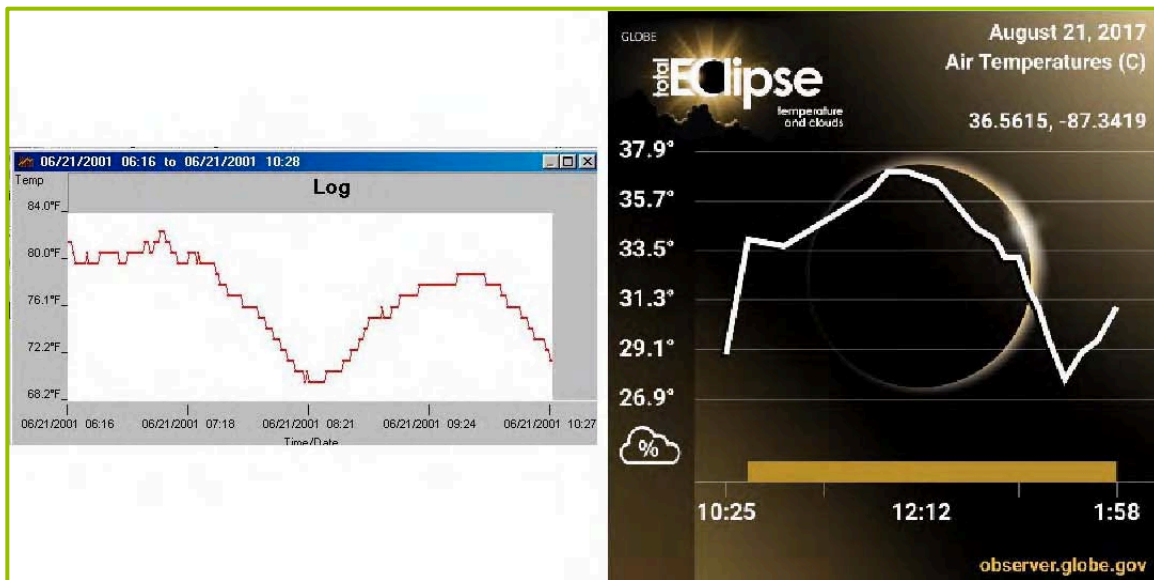 06/21/2001 06:16 to 06/21/2001 10:28
Temp
Log
84.0°F
80.0°F
76.1°F
72.2°F
68.2°F
06/21/2001 06:16
06/21/2001 07:18
06/21/2001 08:21
06/21/2001 09:24
06/21/2001 10:27
Time/Date
GLOBE
total
EClipse
temperature
and clouds
August 21, 2017
Air Temperatures (C)
36.5615, -87.3419
37.9°
35.7°
33.5°
31.3°
29.1°
26.9°
%
10:25
12:12
1:58
observer.globe.gov